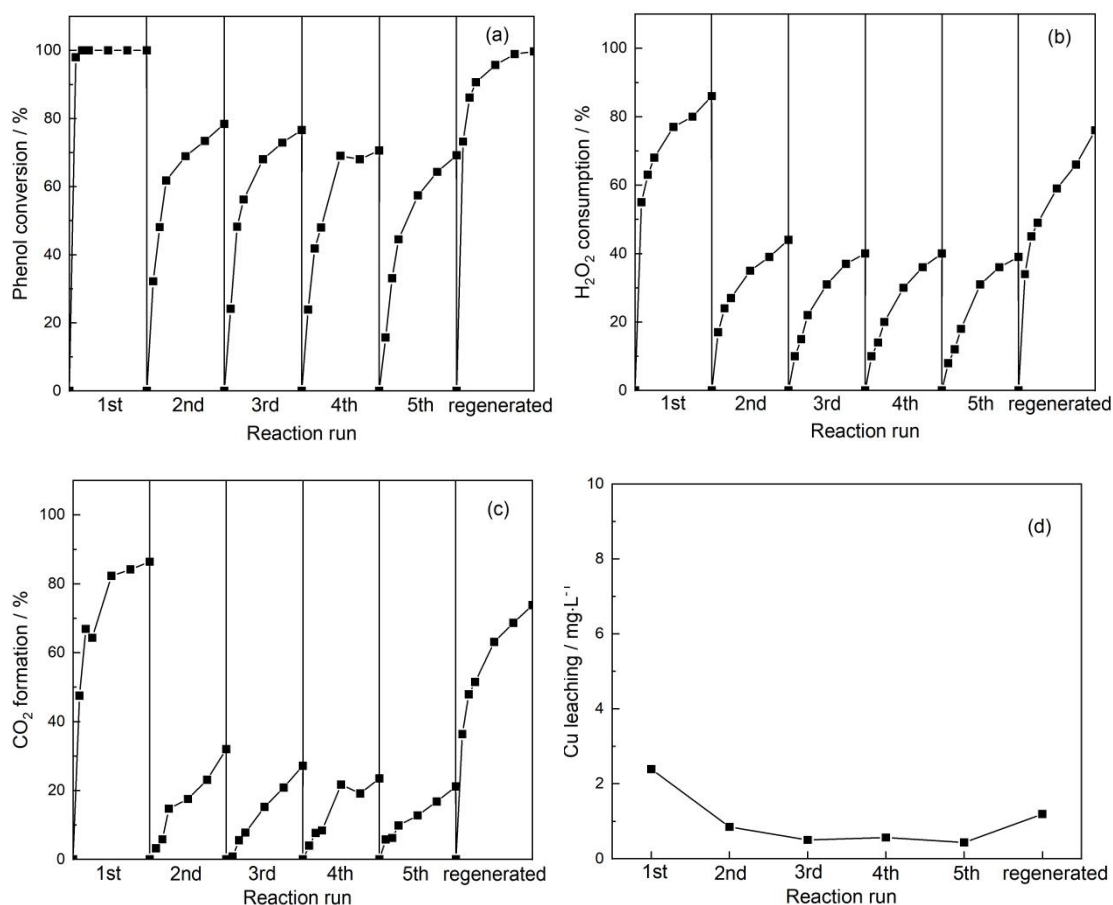 (a)
Phenol conversion / %
100
80
60
40
20
0
1st 2nd 3rd 4th 5th regenerated
Reaction run
(b)
H₂O₂ consumption / %
100
80
60
40
20
0
1st 2nd 3rd 4th 5th regenerated
Reaction run
(c)
CO₂ formation / %
100
80
60
40
20
0
1st 2nd 3rd 4th 5th regenerated
Reaction run
(d)
Cu leaching / mg·L⁻¹
10
8
6
4
2
0
1st 2nd 3rd 4th 5th regenerated
Reaction run